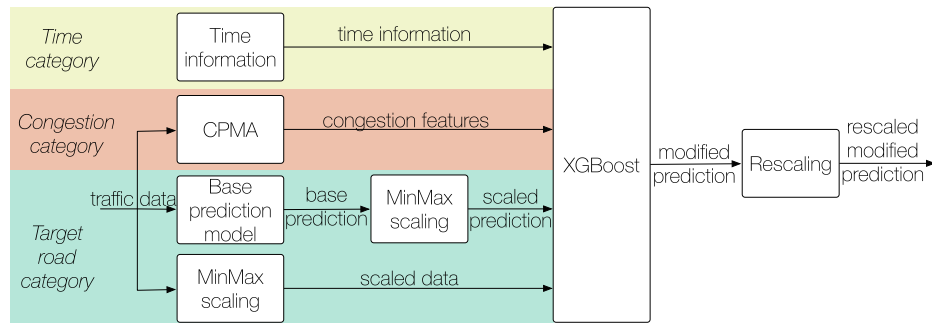 Time
category
Time
information
time information
Congestion
category
CPMA
congestion features
traffic data
Target
road
category
Base
prediction
model
base
prediction
MinMax
scaling
scaled
prediction
MinMax
scaling
scaled data
XGBoost
modified
prediction
Rescaling
rescaled
modified
prediction